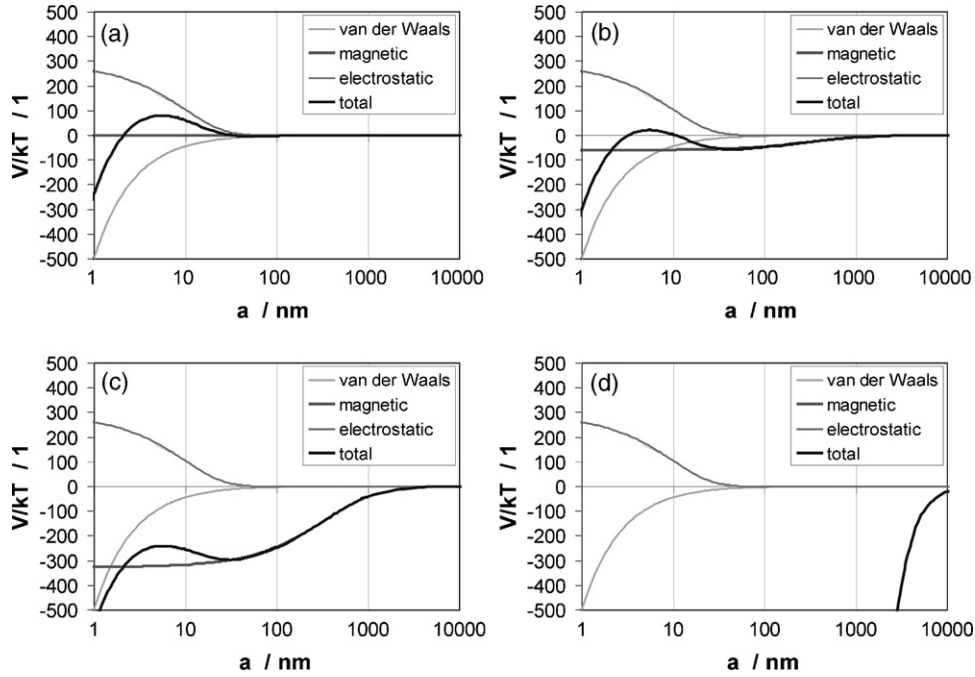 (a)
500
400
300
200
100
0
-100
-200
-300
-400
-500
V/kT / 1
van der Waals
magnetic
electrostatic
total
1 10 100 1000 10000
a / nm
(b)
500
400
300
200
100
0
-100
-200
-300
-400
-500
V/kT / 1
van der Waals
magnetic
electrostatic
total
1 10 100 1000 10000
a / nm
(c)
500
400
300
200
100
0
-100
-200
-300
-400
-500
V/kT / 1
van der Waals
magnetic
electrostatic
total
1 10 100 1000 10000
a / nm
(d)
500
400
300
200
100
0
-100
-200
-300
-400
-500
V/kT / 1
van der Waals
magnetic
electrostatic
total
1 10 100 1000 10000
a / nm